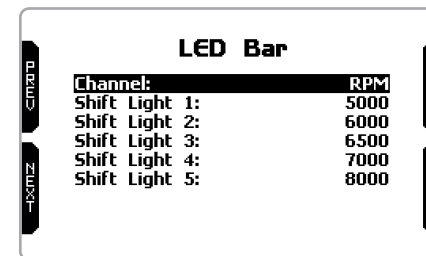 LED Bar
PREV
NEXT
Channel: RPM
Shift Light 1: 5000
Shift Light 2: 6000
Shift Light 3: 6500
Shift Light 4: 7000
Shift Light 5: 8000